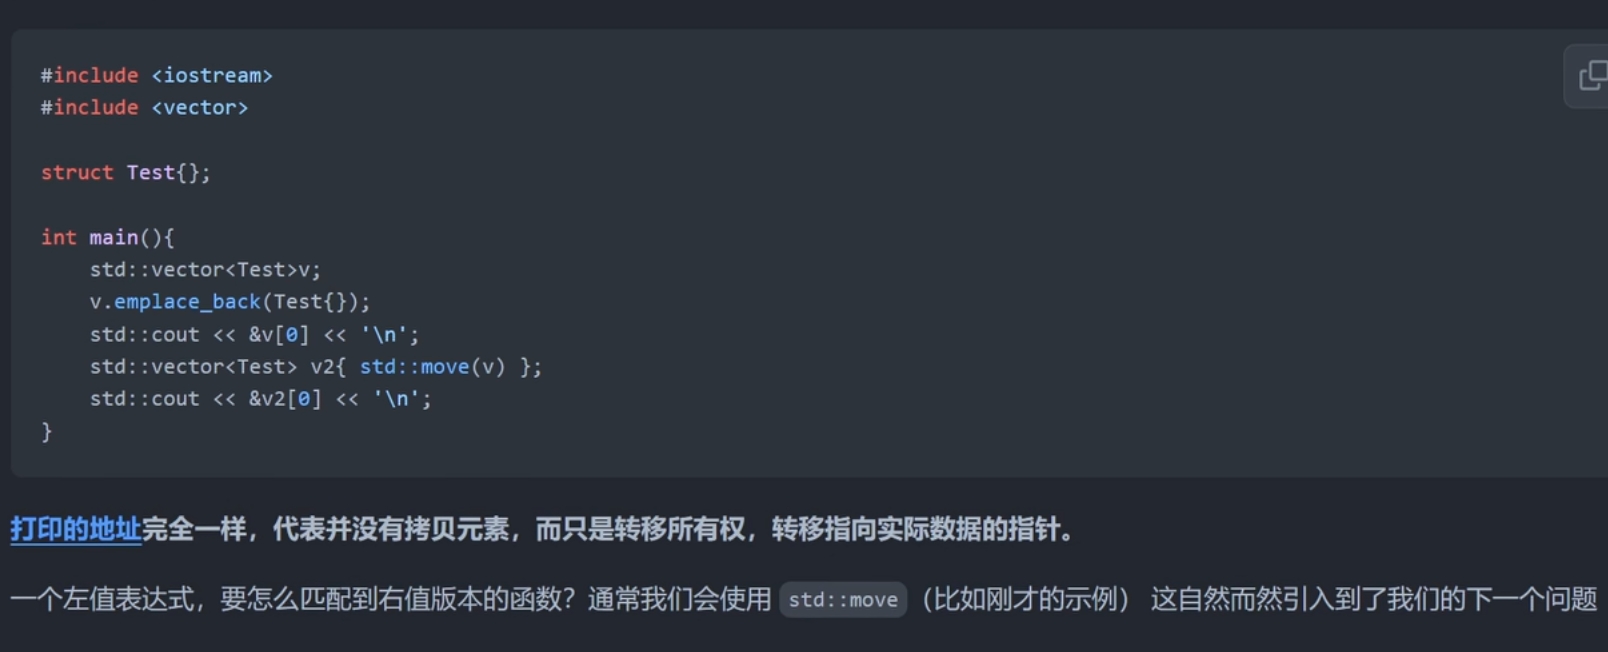 #include <iostream>
#include <vector>
struct Test{};
int main(){
    std::vector<Test>v;
    v.emplace_back(Test{});
    std::cout << &v[0] << '\n';
    std::vector<Test> v2{ std::move(v) };
    std::cout << &v2[0] << '\n';
}
打印的地址完全一样，代表并没有拷贝元素，而只是转移所有权，转移指向实际数据的指针。
一个左值表达式，要怎么匹配到右值版本的函数？通常我们会使用 std::move （比如刚才的示例） 这自然而然引入到了我们的下一个问题